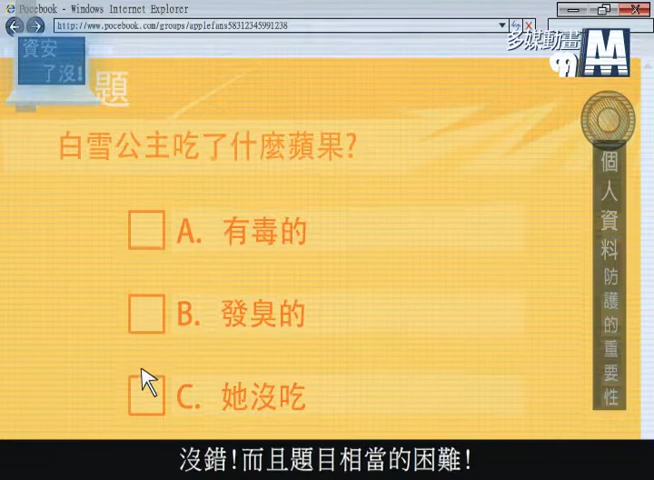 Pocebook - Windows Internet Explorer
http://www.pocebook.com/groups/applefans58312345991238
多媒動畫
資安
了沒!
題
白雪公主吃了什麼蘋果?
A. 有毒的
B. 發臭的
C. 她沒吃
個人資料防護的重要性
沒錯!而且題目相當的困難!